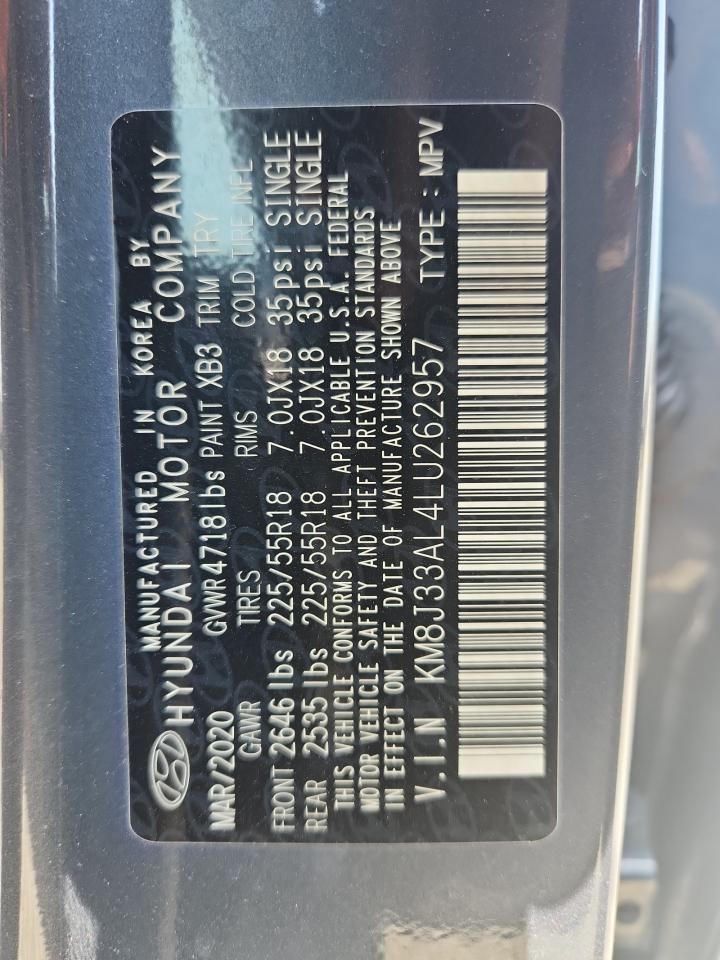 MANUFACTURED IN KOREA BY
HYUNDAI MOTOR COMPANY
MAR/2020 GVWR 4718 lbs PAINT XB3 TRIM TRY
GAWR TIRES RIMS COLD TIRE INFL
FRONT 2646 lbs 225/55R18 7.0JX18 35psi SINGLE
REAR 2535 lbs 225/55R18 7.0JX18 35psi SINGLE
THIS VEHICLE CONFORMS TO ALL APPLICABLE U.S.A. FEDERAL
MOTOR VEHICLE SAFETY AND THEFT PREVENTION STANDARDS
IN EFFECT ON THE DATE OF MANUFACTURE SHOWN ABOVE
V.I.N KM8J33AL4LU262957 TYPE : MPV